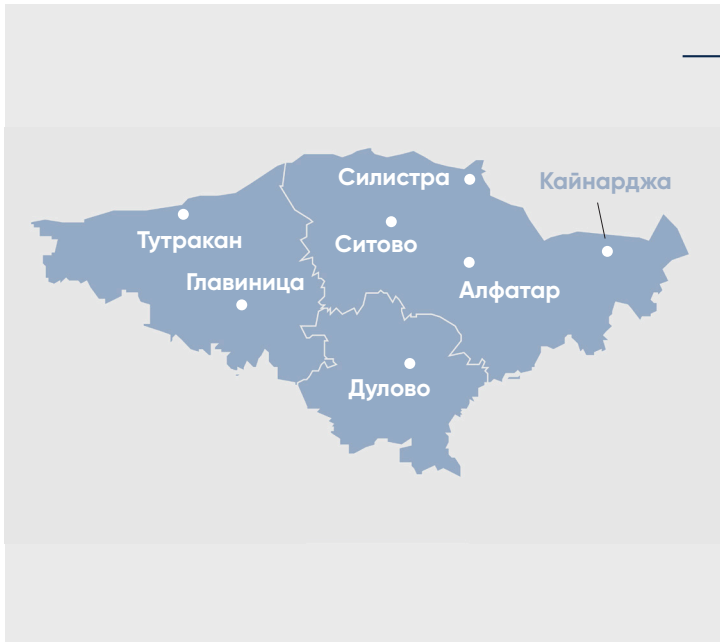 Силистра
Кайнарджа
Тутракан
Ситово
Главиница
Алфатар
Дулово